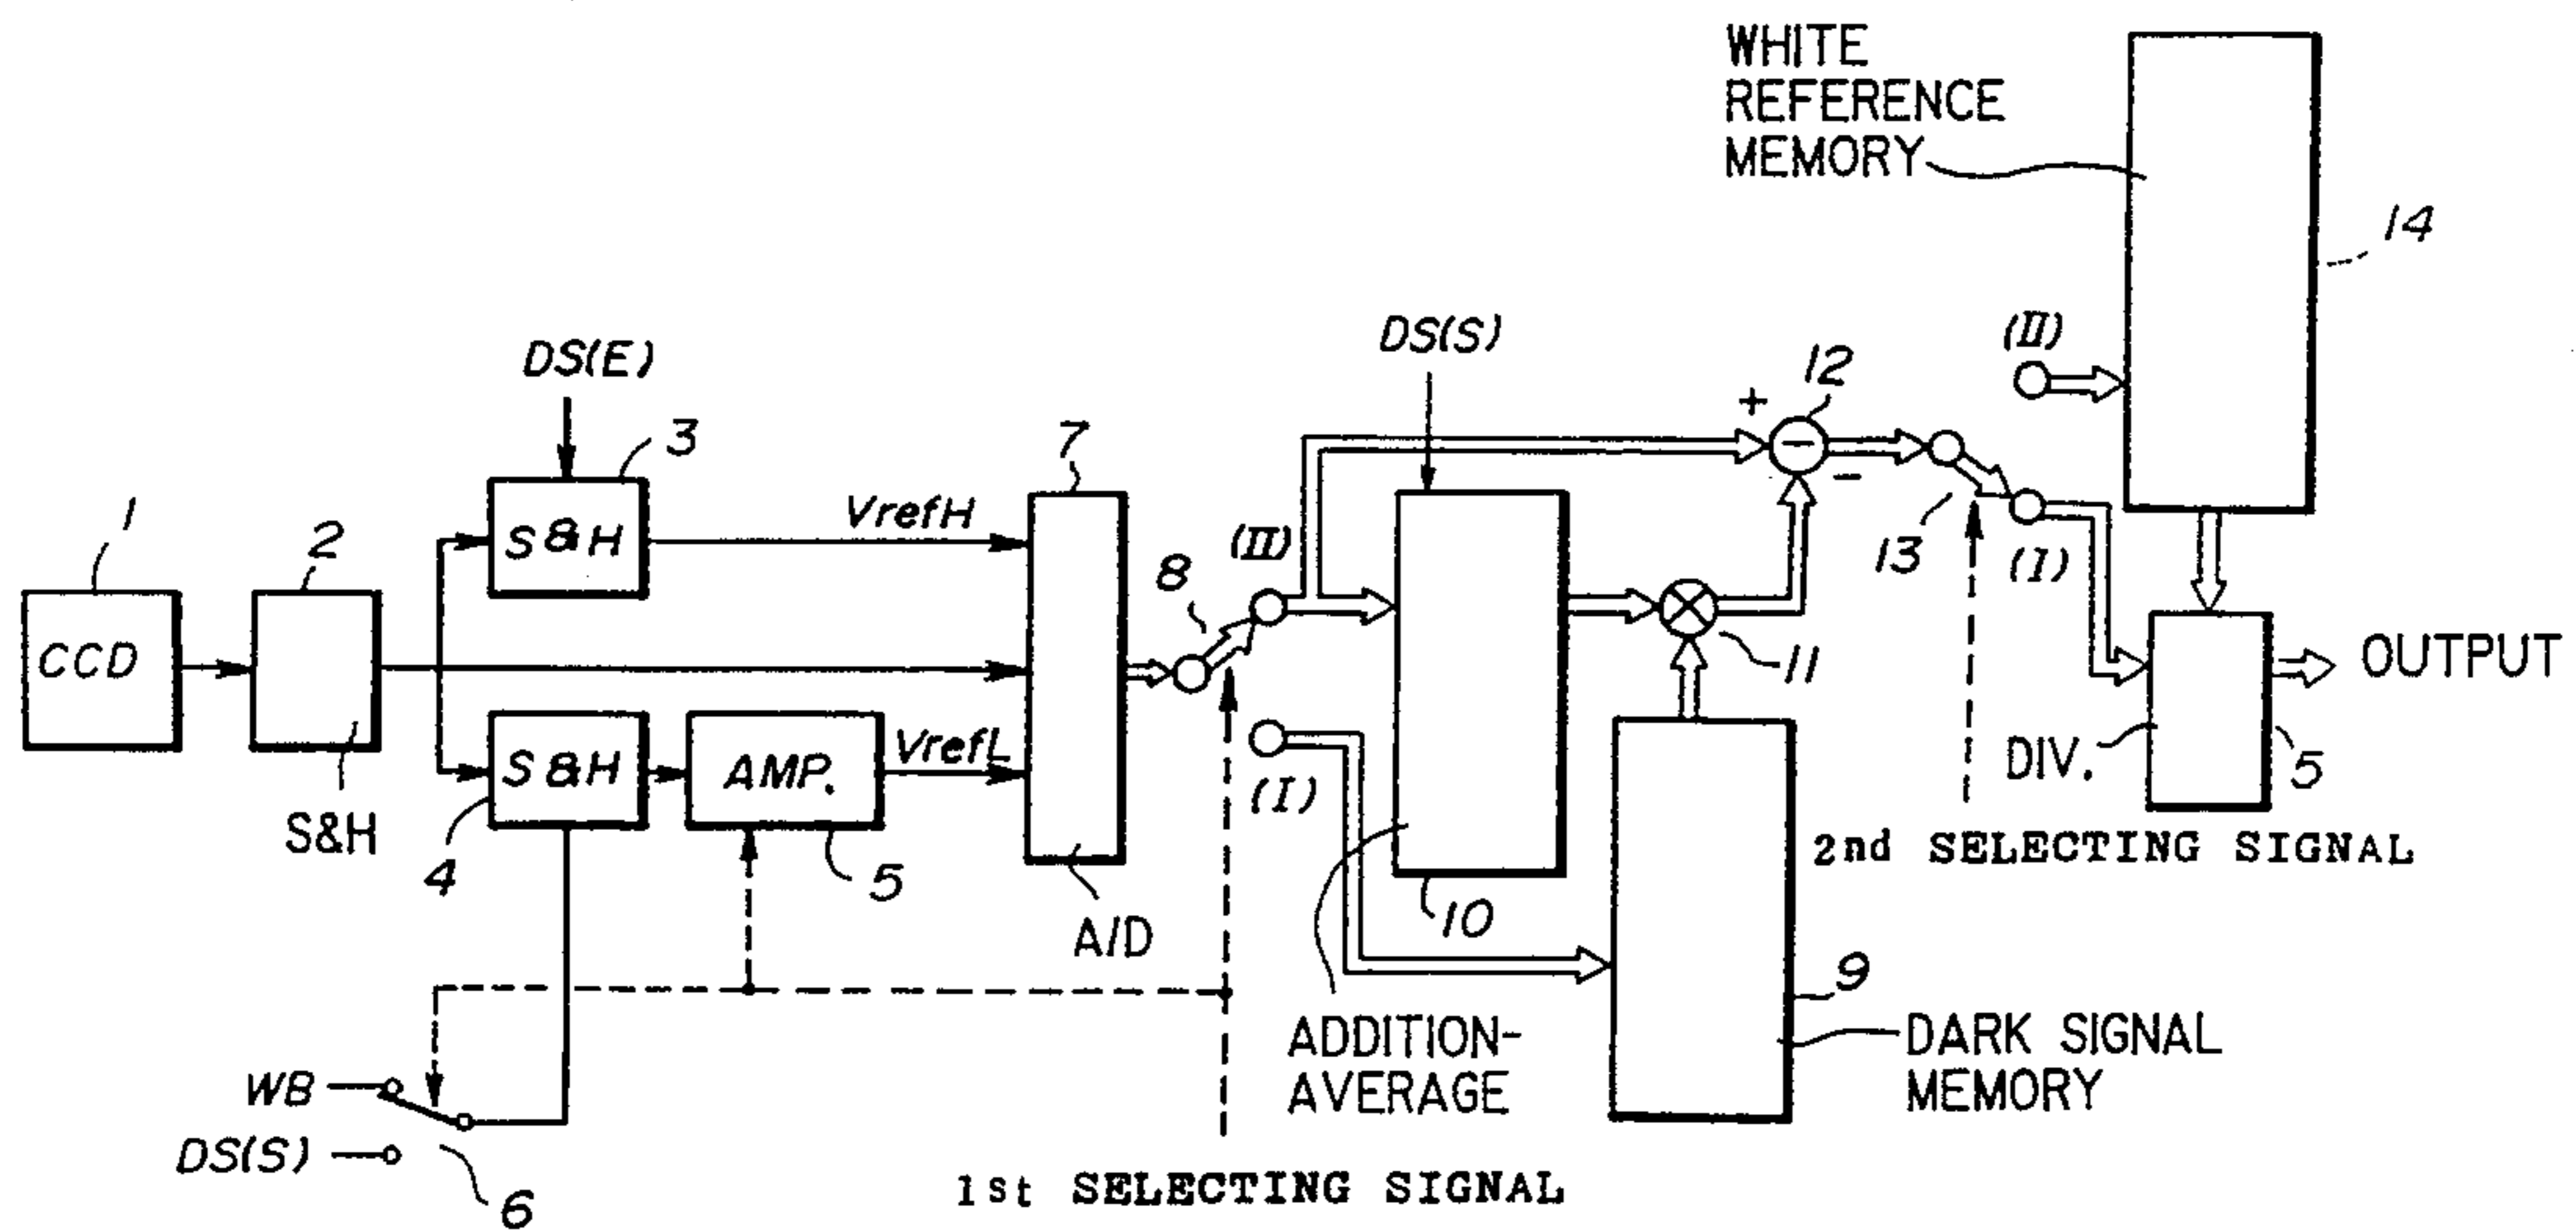 WHITE
REFERENCE
MEMORY
14
(II)
DS(S)
12
+
−
−
DS(E)
3
7
1
2
S&H
VrefH
(II)
8
13
(I)
CCD
11
OUTPUT
S&H
AMP.
VrefL
(I)
DIV.
5
S&H
4
5
A/D
10
2nd SELECTING SIGNAL
9
ADDITION-
AVERAGE
DARK SIGNAL
MEMORY
WB
DS(S)
6
1st SELECTING SIGNAL